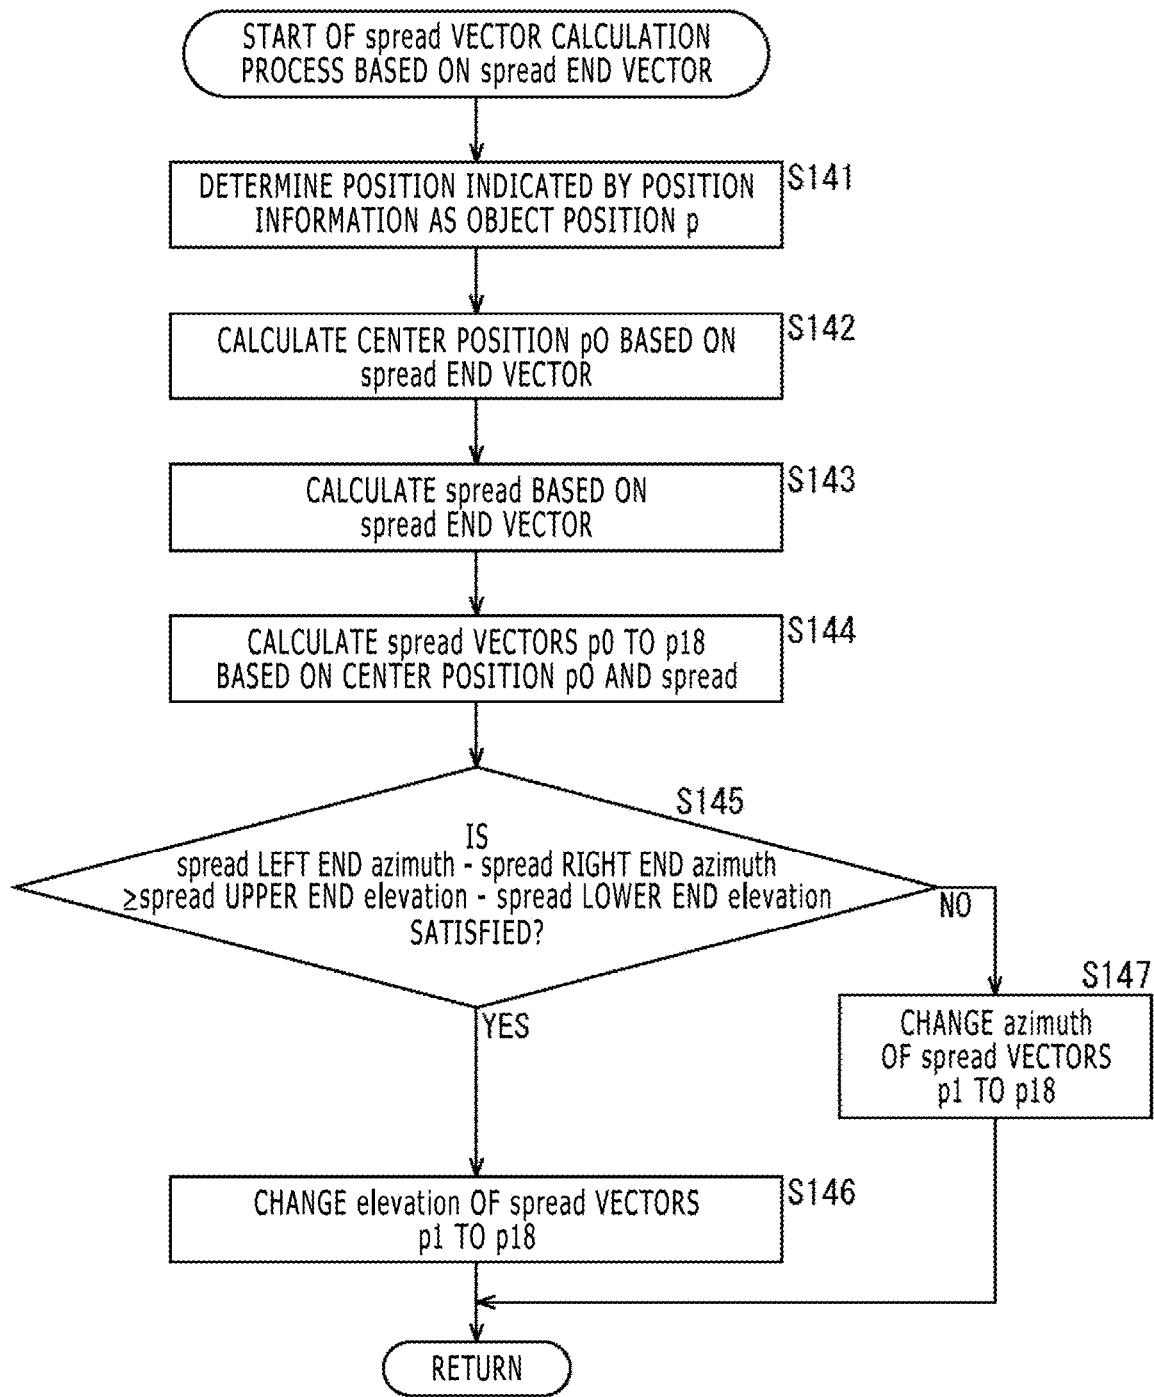 START OF spread VECTOR CALCULATION
PROCESS BASED ON spread END VECTOR
S141
DETERMINE POSITION INDICATED BY POSITION
INFORMATION AS OBJECT POSITION p
S142
CALCULATE CENTER POSITION p0 BASED ON
spread END VECTOR
S143
CALCULATE spread BASED ON
spread END VECTOR
S144
CALCULATE spread VECTORS p0 TO p18
BASED ON CENTER POSITION p0 AND spread
S145
IS
spread LEFT END azimuth - spread RIGHT END azimuth
≥spread UPPER END elevation - spread LOWER END elevation
SATISFIED?
NO
YES
S147
CHANGE azimuth
OF spread VECTORS
p1 TO p18
S146
CHANGE elevation OF spread VECTORS
p1 TO p18
RETURN